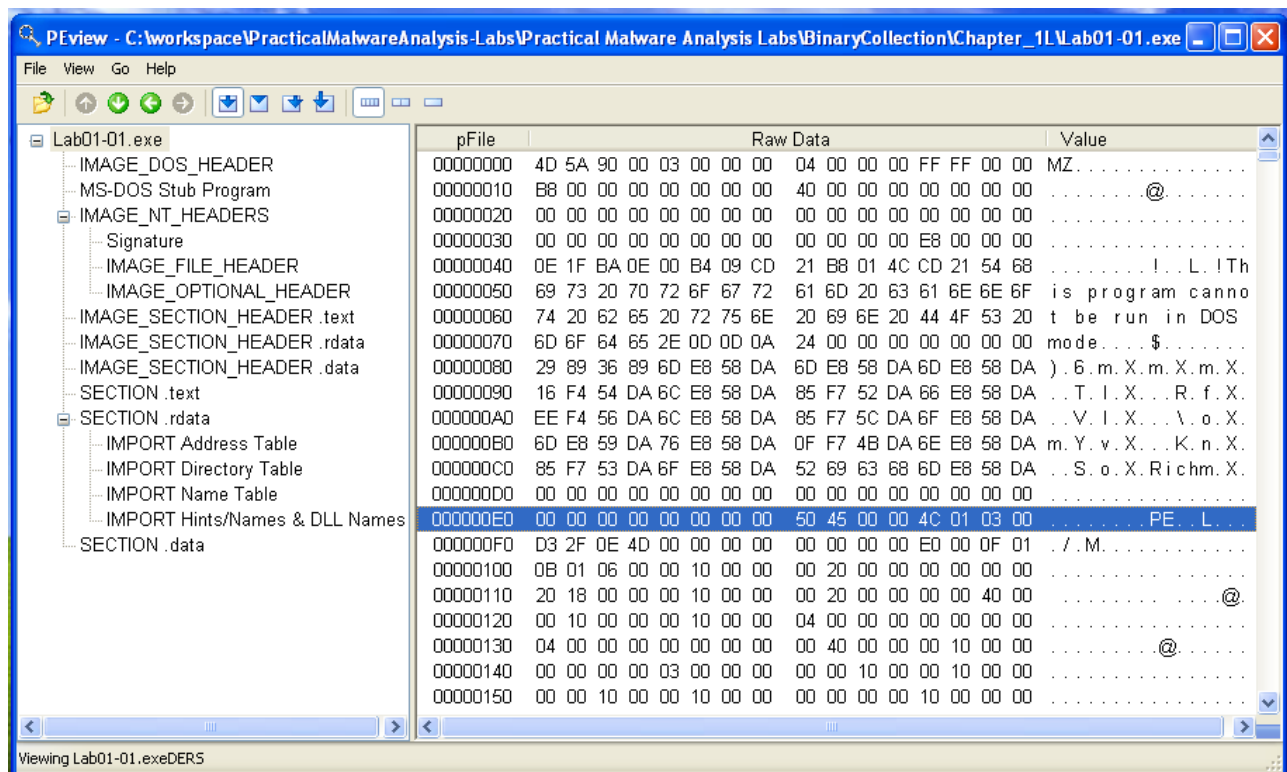 PEview - C:\workspace\PracticalMalwareAnalysis-Labs\Practical Malware Analysis Labs\BinaryCollection\Chapter_1L\Lab01-01.exe
File View Go Help
Lab01-01.exe
IMAGE_DOS_HEADER
MS-DOS Stub Program
IMAGE_NT_HEADERS
Signature
IMAGE_FILE_HEADER
IMAGE_OPTIONAL_HEADER
IMAGE_SECTION_HEADER .text
IMAGE_SECTION_HEADER .rdata
IMAGE_SECTION_HEADER .data
SECTION .text
SECTION .rdata
IMPORT Address Table
IMPORT Directory Table
IMPORT Name Table
IMPORT Hints/Names & DLL Names
SECTION .data
pFile Raw Data Value
00000000 4D 5A 90 00 03 00 00 00 04 00 00 00 FF FF 00 00 MZ..............
00000010 B8 00 00 00 00 00 00 00 40 00 00 00 00 00 00 00 ........@.......
00000020 00 00 00 00 00 00 00 00 00 00 00 00 00 00 00 00 ................
00000030 00 00 00 00 00 00 00 00 00 00 00 00 E8 00 00 00 ................
00000040 0E 1F BA 0E 00 B4 09 CD 21 B8 01 4C CD 21 54 68 ........!..L.!Th
00000050 69 73 20 70 72 6F 67 72 61 6D 20 63 61 6E 6E 6F is program canno
00000060 74 20 62 65 20 72 75 6E 20 69 6E 20 44 4F 53 20 t be run in DOS
00000070 6D 6F 64 65 2E 0D 0D 0A 24 00 00 00 00 00 00 00 mode....$.......
00000080 29 89 36 89 6D E8 58 DA 6D E8 58 DA 6D E8 58 DA ).6.m.X.m.X.m.X.
00000090 16 F4 54 DA 6C E8 58 DA 85 F7 52 DA 66 E8 58 DA ..T.l.X...R.f.X.
000000A0 EE F4 56 DA 6C E8 58 DA 85 F7 5C DA 6F E8 58 DA ..V.l.X...\.o.X.
000000B0 6D E8 59 DA 76 E8 58 DA 0F F7 4B DA 6E E8 58 DA m.Y.v.X...K.n.X.
000000C0 85 F7 53 DA 6F E8 58 DA 52 69 63 68 6D E8 58 DA ..S.o.X.Richm.X.
000000D0 00 00 00 00 00 00 00 00 00 00 00 00 00 00 00 00 ................
000000E0 00 00 00 00 00 00 00 00 50 45 00 00 4C 01 03 00 ........PE..L...
000000F0 D3 2F 0E 4D 00 00 00 00 00 00 00 00 E0 00 0F 01 ./.M............
00000100 0B 01 06 00 00 10 00 00 00 20 00 00 00 00 00 00 ......... ......
00000110 20 18 00 00 00 10 00 00 00 20 00 00 00 00 40 00 ......... ....@.
00000120 00 10 00 00 00 10 00 00 04 00 00 00 00 00 00 00 ................
00000130 04 00 00 00 00 00 00 00 00 40 00 00 00 10 00 00 .........@......
00000140 00 00 00 00 03 00 00 00 00 00 10 00 00 10 00 00 ................
00000150 00 00 10 00 00 10 00 00 00 00 00 00 10 00 00 00 ................
Viewing Lab01-01.exeDERS